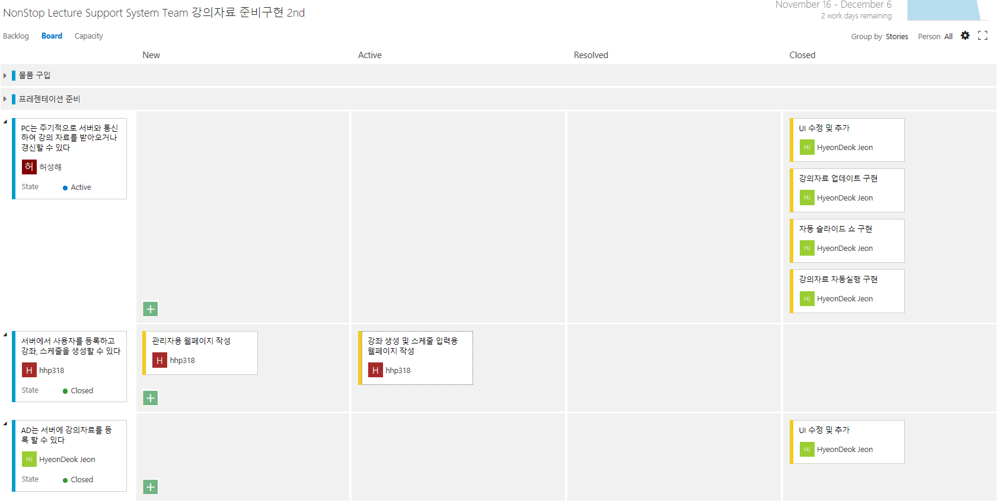 NonStop Lecture Support System Team 강의자료 준비구현 2nd
November 16 - December 6
2 work days remaining
Backlog Board Capacity
Group by Stories Person All
New Active Resolved Closed
물품 구입
프레젠테이션 준비
PC는 주기적으로 서버와 통신
하여 강의 자료를 받아오거나
갱신할 수 있다
허 허성해
State Active
UI 수정 및 추가
HJ HyeonDeok Jeon
강의자료 업데이트 구현
HJ HyeonDeok Jeon
자동 슬라이드 쇼 구현
HJ HyeonDeok Jeon
강의자료 자동실행 구현
HJ HyeonDeok Jeon
서버에서 사용자를 등록하고
강좌, 스케줄을 생성할 수 있다
H hhp318
State Closed
관리자용 웹페이지 작성
H hhp318
강좌 생성 및 스케줄 입력용
웹페이지 작성
H hhp318
AD는 서버에 강의자료를 등
록 할 수 있다
HJ HyeonDeok Jeon
State Closed
UI 수정 및 추가
HJ HyeonDeok Jeon